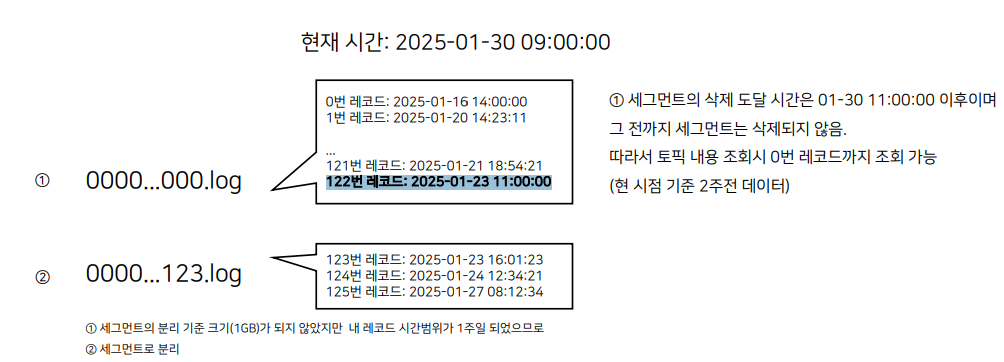 현재 시간: 2025-01-30 09:00:00
0번 레코드: 2025-01-16 14:00:00
1번 레코드: 2025-01-20 14:23:11
...
121번 레코드: 2025-01-21 18:54:21
122번 레코드: 2025-01-23 11:00:00
① 0000...000.log
① 세그먼트의 삭제 도달 시간은 01-30 11:00:00 이후이며
그 전까지 세그먼트는 삭제되지 않음.
따라서 토픽 내용 조회시 0번 레코드까지 조회 가능
(현 시점 기준 2주전 데이터)
② 0000...123.log
123번 레코드: 2025-01-23 16:01:23
124번 레코드: 2025-01-24 12:34:21
125번 레코드: 2025-01-27 08:12:34
① 세그먼트의 분리 기준 크기(1GB)가 되지 않았지만 내 레코드 시간범위가 1주일 되었으므로
② 세그먼트로 분리